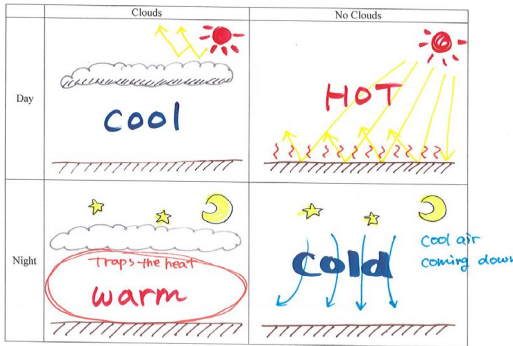 Clouds
No Clouds
Day
cool
HOT
Night
Traps the heat
warm
cold
cool air
coming down